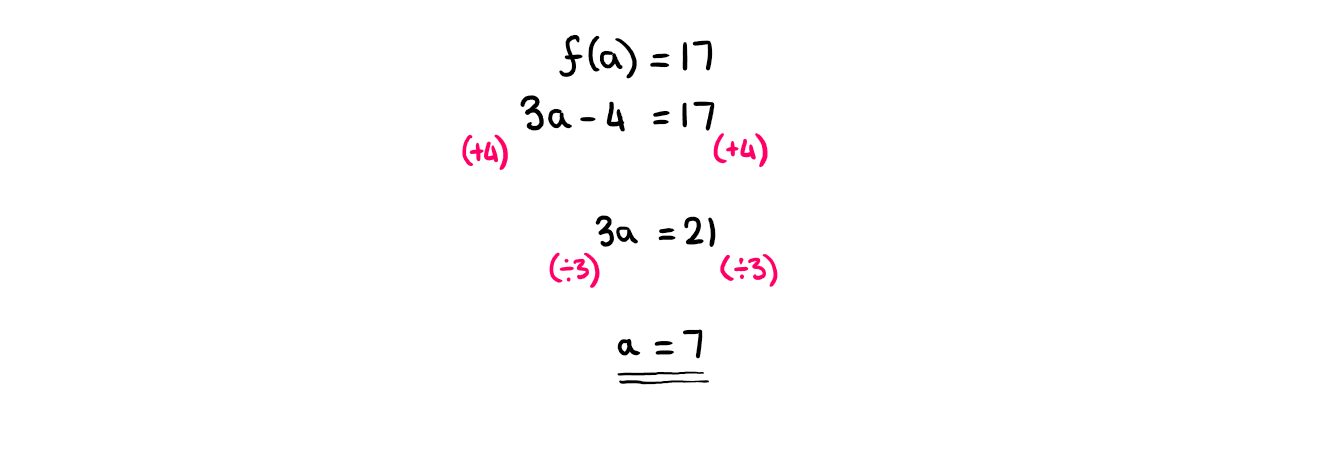 f(a) = 17
3a - 4 = 17
(+4) (+4)
3a = 21
(÷3) (÷3)
a = 7